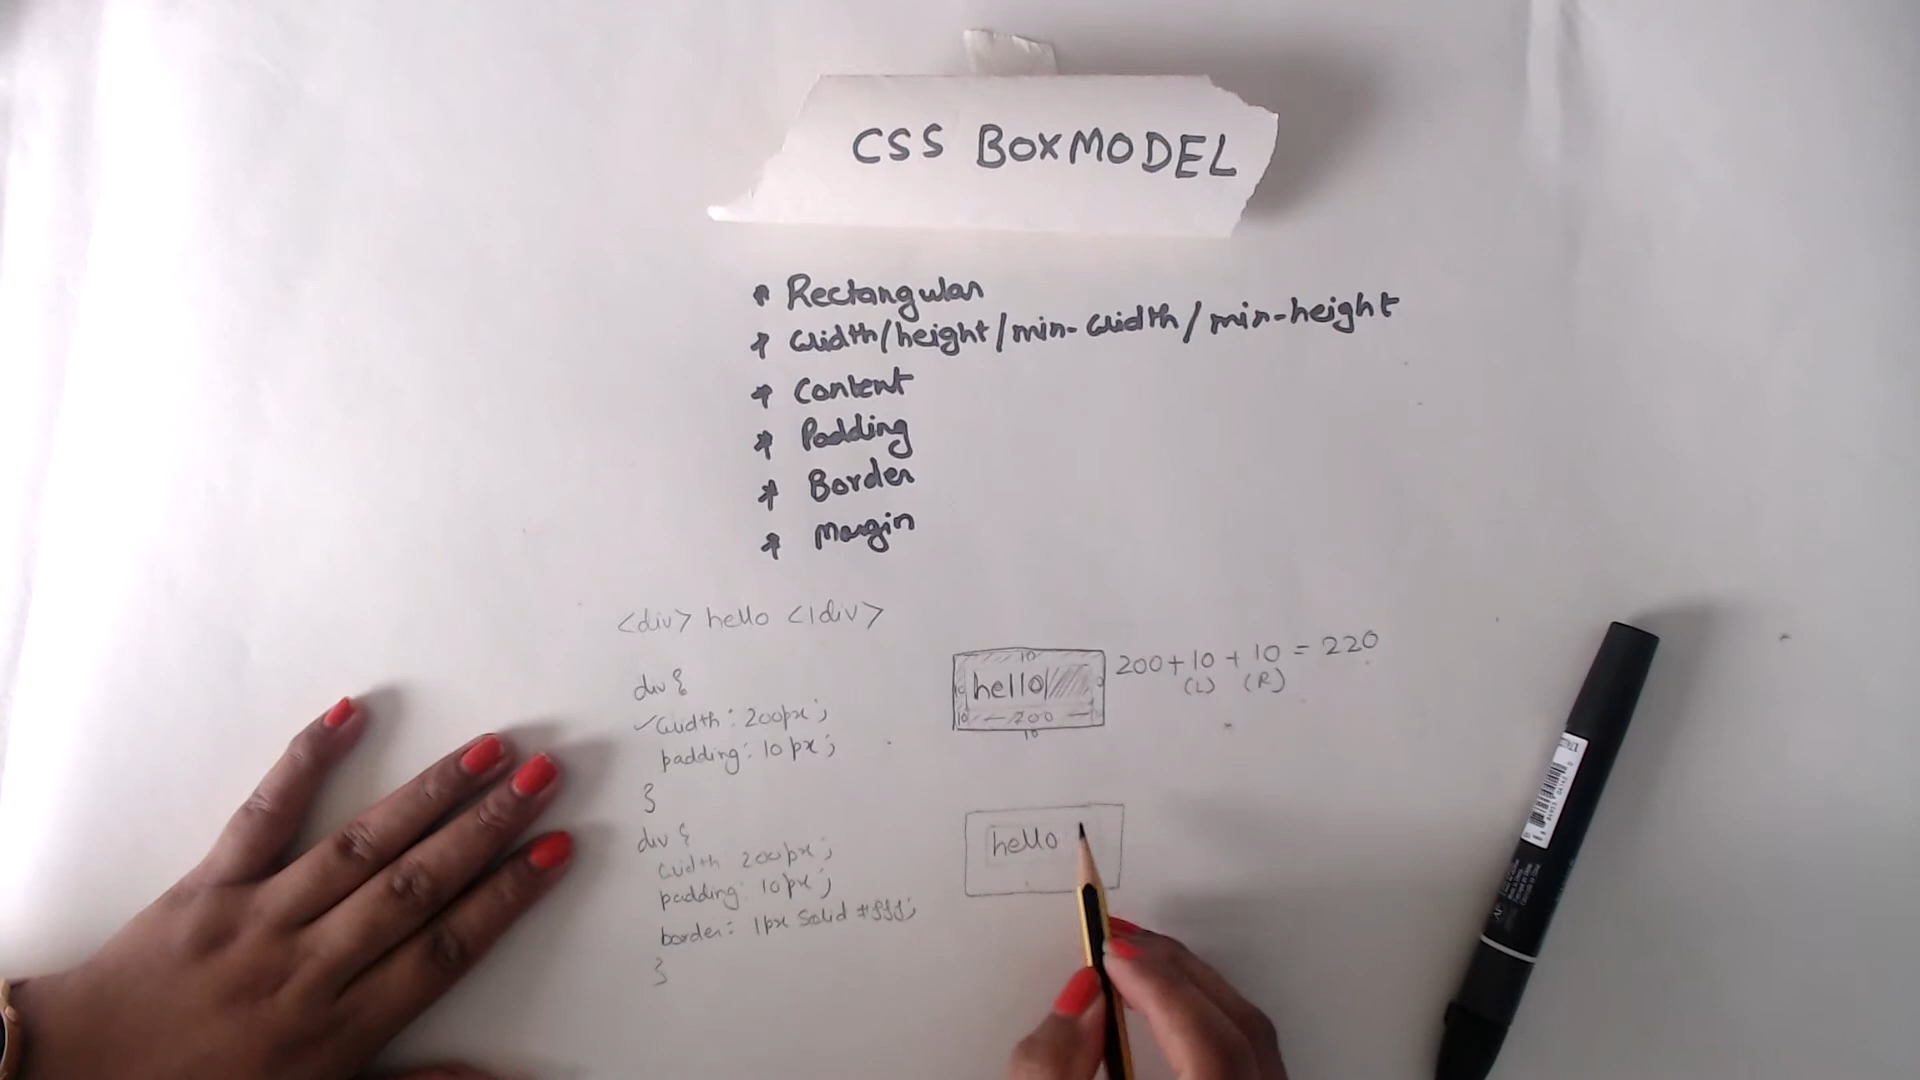 CSS BOXMODEL
* Rectangular
* width/height/min-width/min-height
* Content
* Padding
* Border
* Margin
<div> hello </div>
div {
✓ width: 200px;
padding: 10px;
}
10
hello
10
10
10 ← 200 →
10
200+10+10 = 220
(L) (R)
div {
width 200px;
padding: 10px;
border: 1px solid #fff;
}
hello